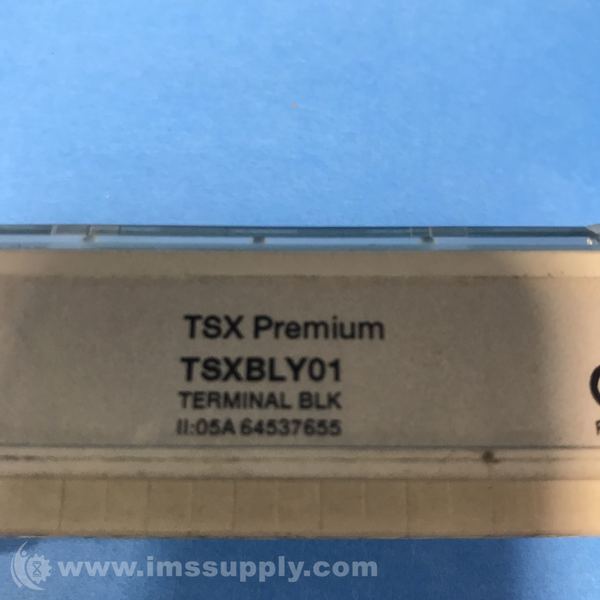 TSX Premium
TSXBLY01
TERMINAL BLK
II:05A 64537655
www.imssupply.com